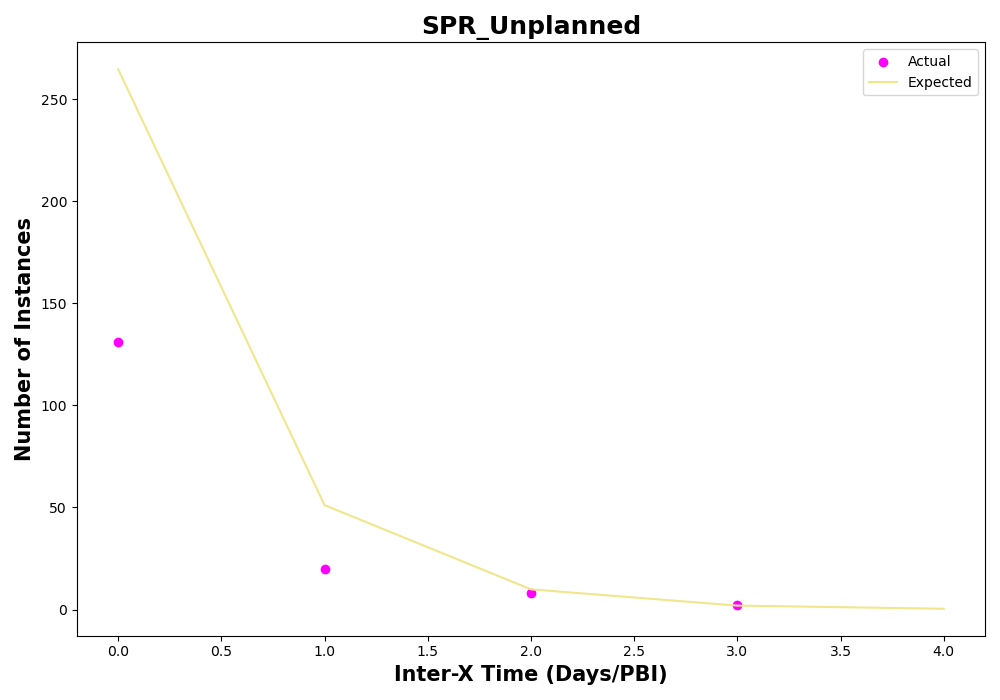 SPR_Unplanned
Actual
Expected
Number of Instances
250
200
150
100
50
0
0.0 0.5 1.0 1.5 2.0 2.5 3.0 3.5 4.0
Inter-X Time (Days/PBI)